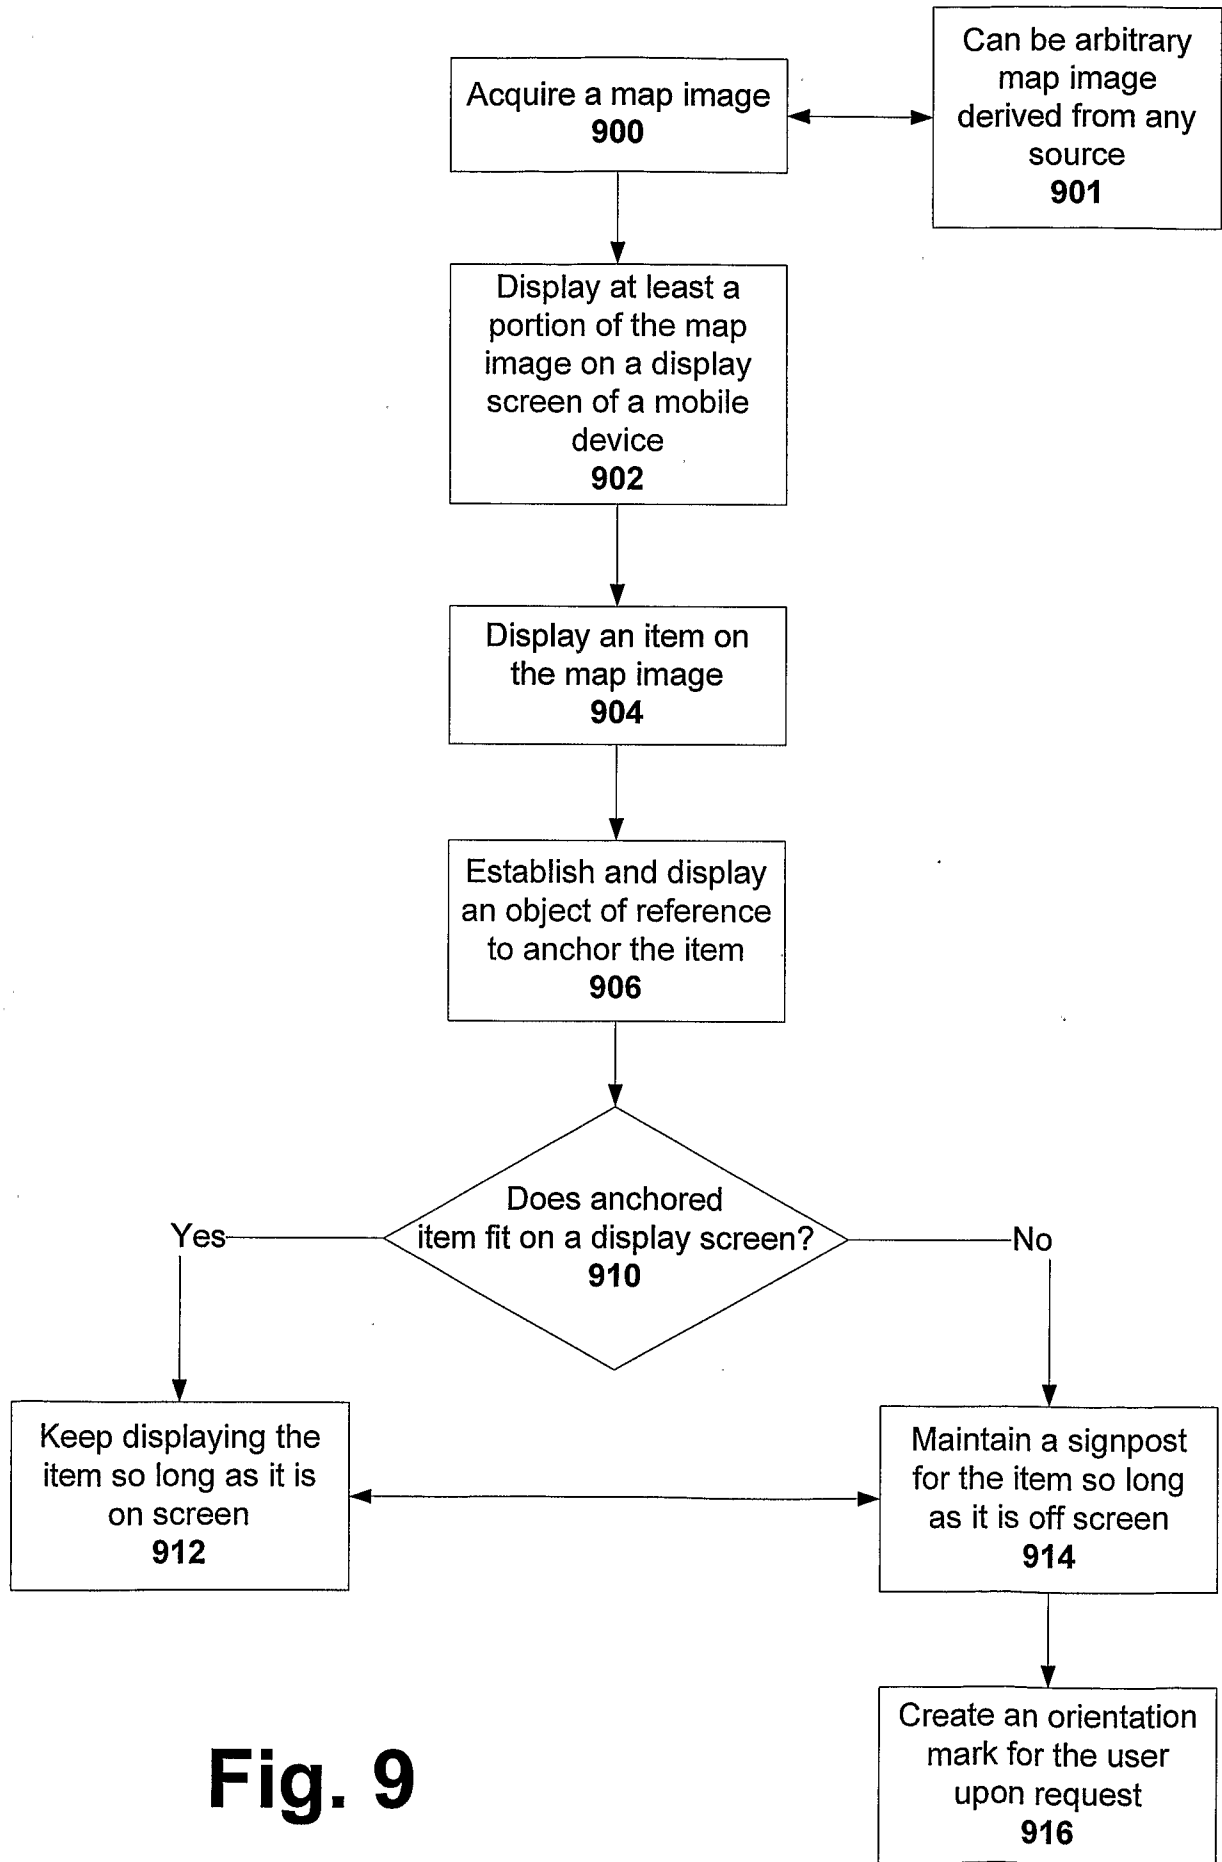 Acquire a map image
900
Can be arbitrary
map image
derived from any
source
901
Display at least a
portion of the map
image on a display
screen of a mobile
device
902
Display an item on
the map image
904
Establish and display
an object of reference
to anchor the item
906
Does anchored
item fit on a display screen?
910
Yes
No
Keep displaying the
item so long as it is
on screen
912
Maintain a signpost
for the item so long
as it is off screen
914
Create an orientation
mark for the user
upon request
916
Fig. 9